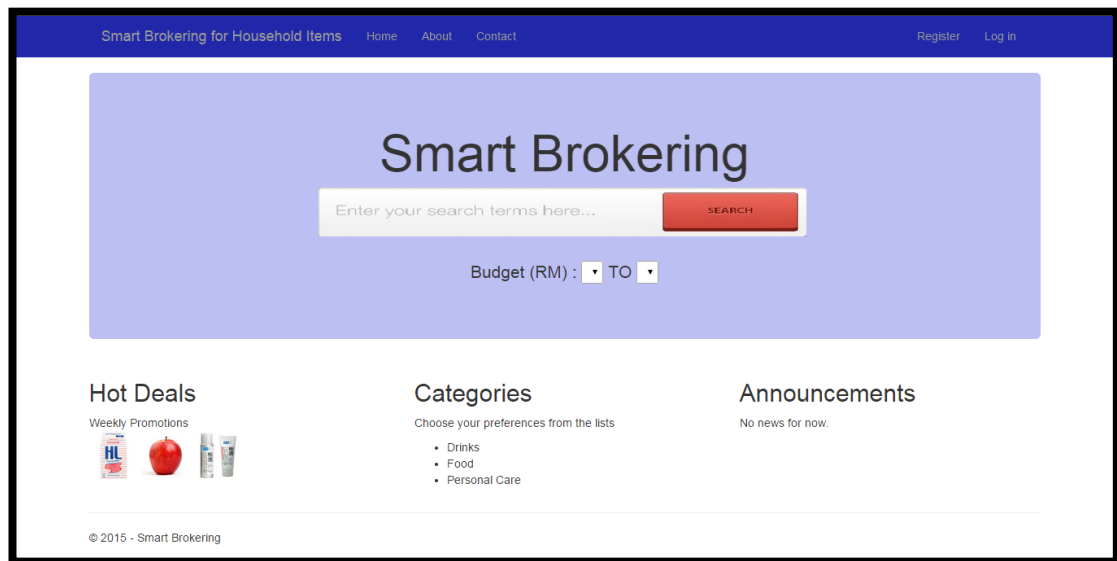 Smart Brokering for Household Items Home About Contact Register Log in
Smart Brokering
Enter your search terms here... SEARCH
Budget (RM) : TO
Hot Deals
Weekly Promotions
HL
Categories
Choose your preferences from the lists
Drinks
Food
Personal Care
Announcements
No news for now.
© 2015 - Smart Brokering